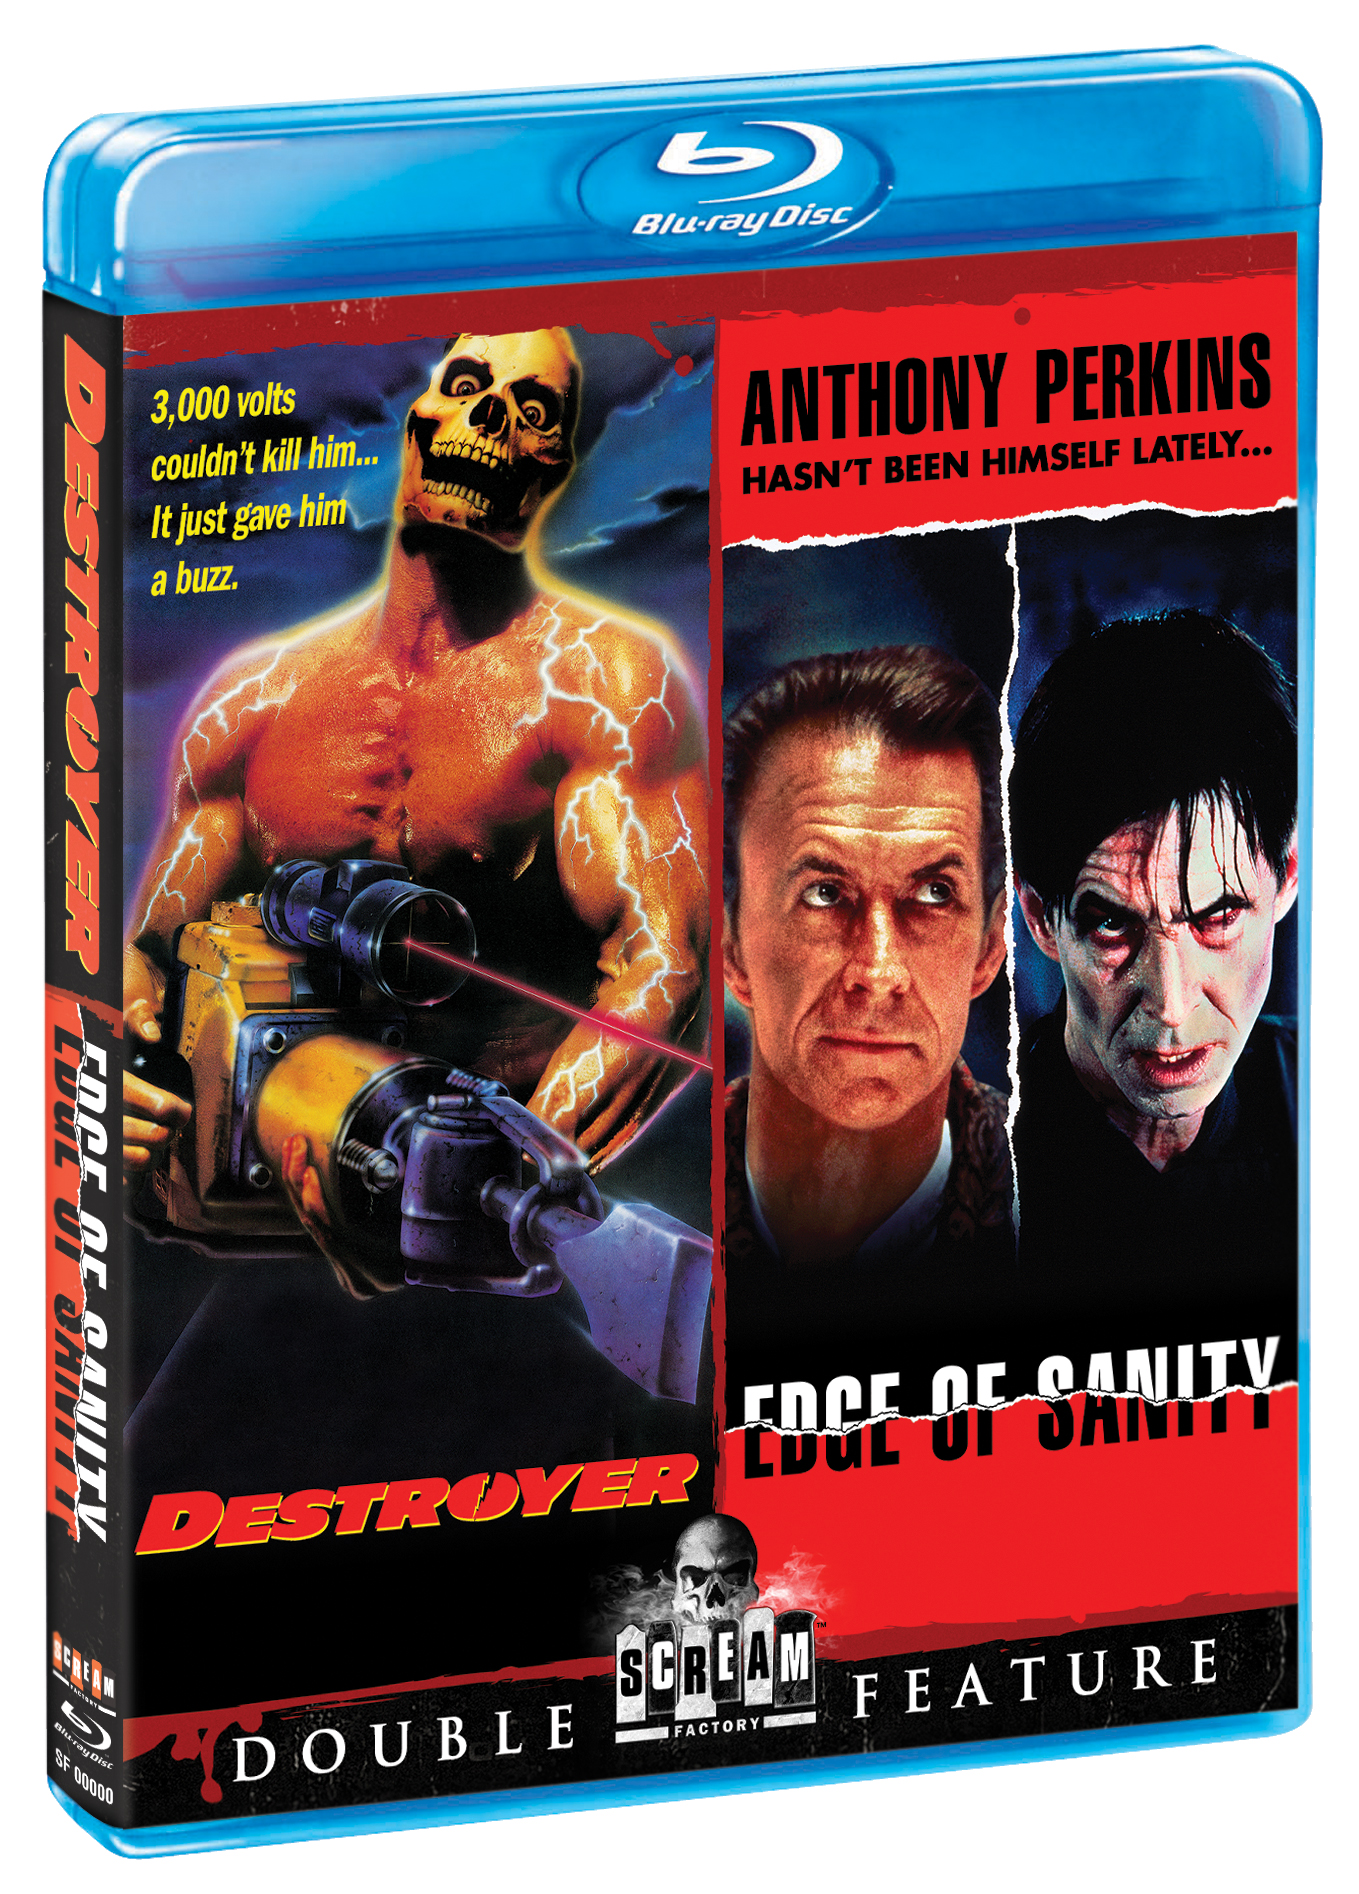 Blu-ray Disc
3,000 volts
couldn't kill him...
It just gave him
a buzz.
ANTHONY PERKINS
HASN'T BEEN HIMSELF LATELY...
EDGE OF SANITY
DESTROYER
SCREAM™
FACTORY
DOUBLE FEATURE
DESTROYER
EDGE OF SANITY
SCREAM
FACTORY
Blu-ray Disc
SF 00000